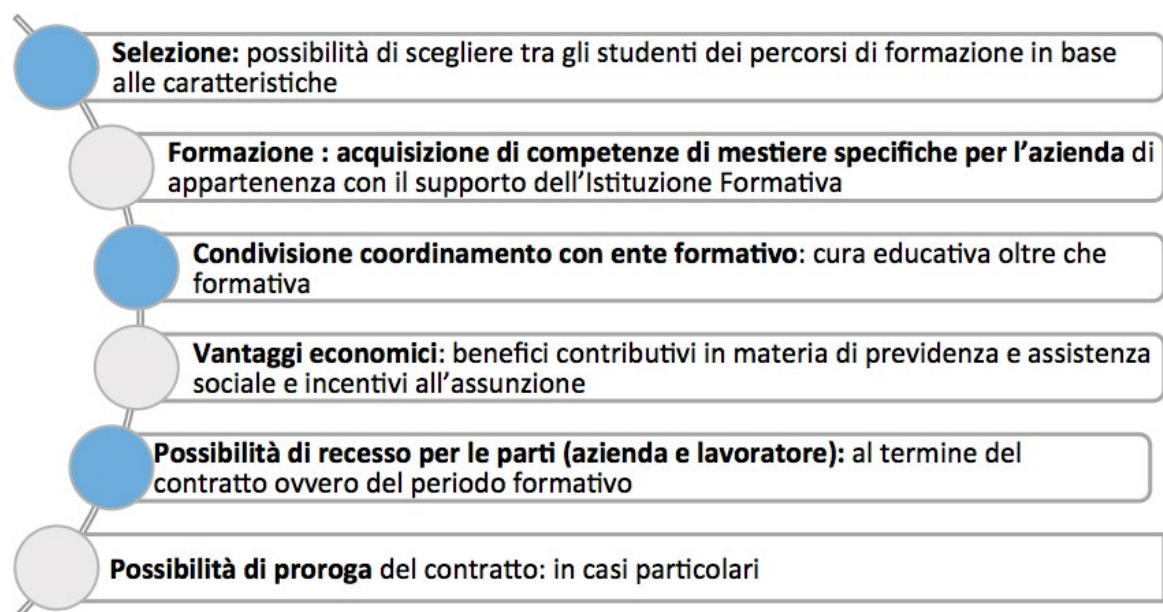 Selezione: possibilità di scegliere tra gli studenti dei percorsi di formazione in base
alle caratteristiche
Formazione : acquisizione di competenze di mestiere specifiche per l’azienda di
appartenenza con il supporto dell’Istituzione Formativa
Condivisione coordinamento con ente formativo: cura educativa oltre che
formativa
Vantaggi economici: benefici contributivi in materia di previdenza e assistenza
sociale e incentivi all’assunzione
Possibilità di recesso per le parti (azienda e lavoratore): al termine del
contratto ovvero del periodo formativo
Possibilità di proroga del contratto: in casi particolari